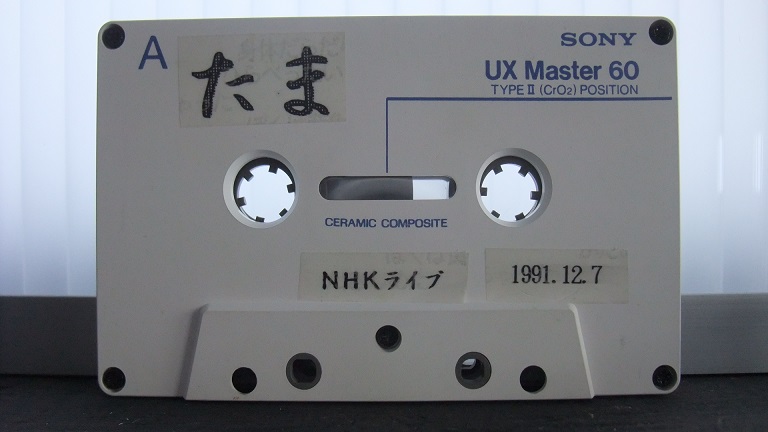 A
たま
SONY
UX Master 60
TYPE II (CrO2) POSITION
CERAMIC COMPOSITE
NHKライブ
1991.12.7